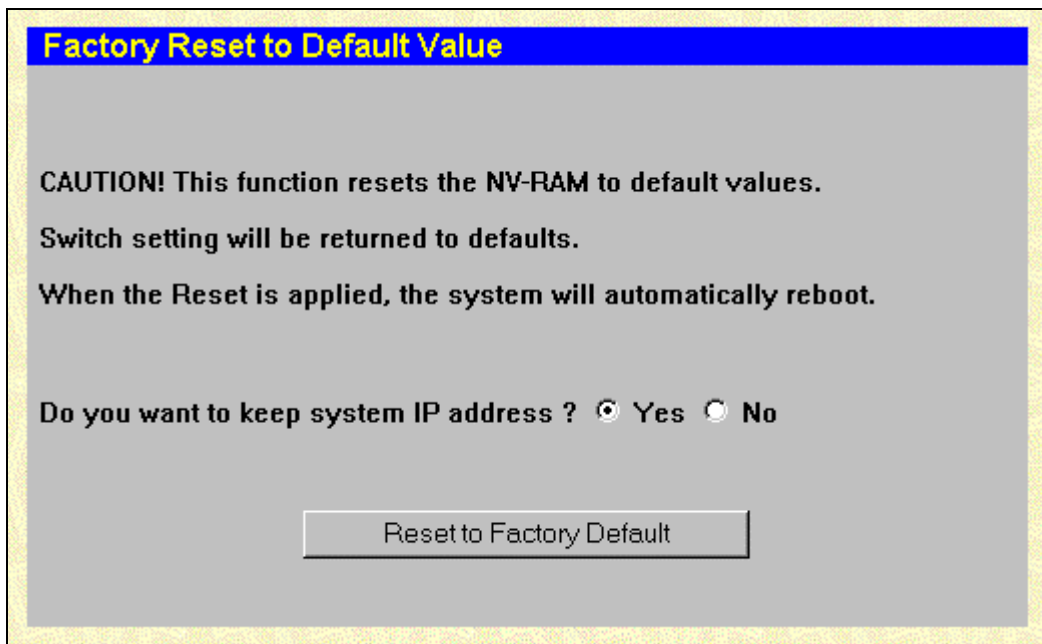 Factory Reset to Default Value
CAUTION! This function resets the NV-RAM to default values.
Switch setting will be returned to defaults.
When the Reset is applied, the system will automatically reboot.
Do you want to keep system IP address ? Yes No
Reset to Factory Default